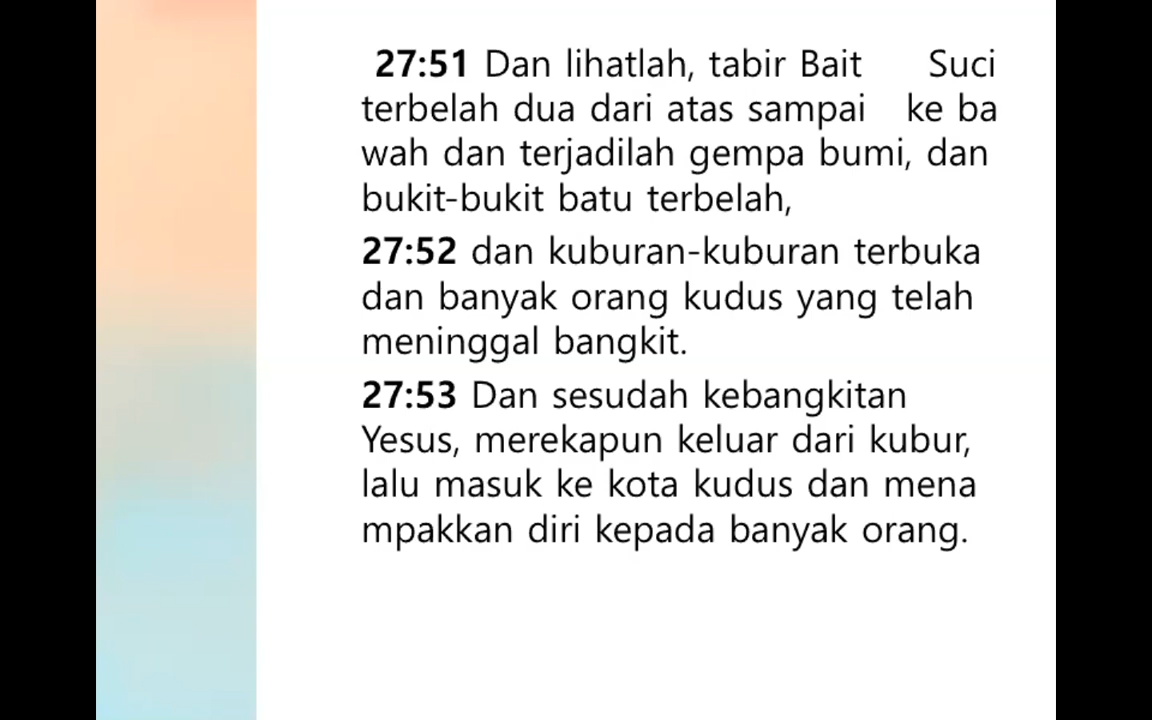 27:51 Dan lihatlah, tabir Bait Suci
terbelah dua dari atas sampai ke ba
wah dan terjadilah gempa bumi, dan
bukit-bukit batu terbelah,
27:52 dan kuburan-kuburan terbuka
dan banyak orang kudus yang telah
meninggal bangkit.
27:53 Dan sesudah kebangkitan
Yesus, merekapun keluar dari kubur,
lalu masuk ke kota kudus dan mena
mpakkan diri kepada banyak orang.